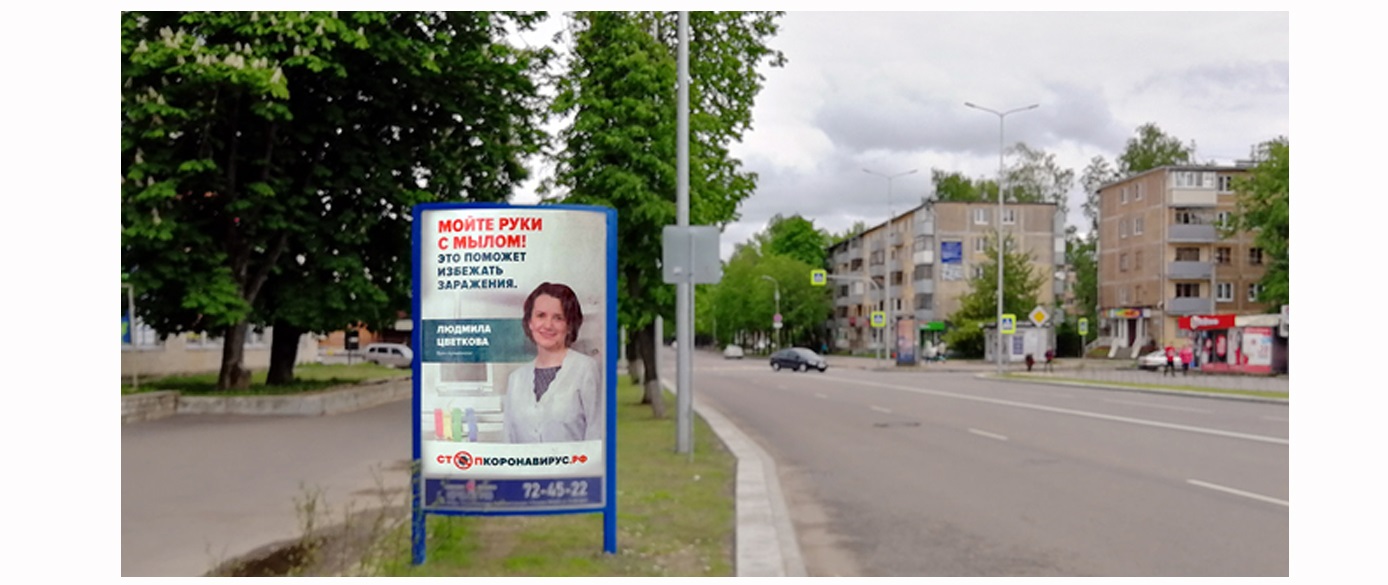 МОЙТЕ РУКИ
С МЫЛОМ!
ЭТО ПОМОЖЕТ
ИЗБЕЖАТЬ
ЗАРАЖЕНИЯ.
ЛЮДМИЛА
ЦВЕТКОВА
СТОПКОРОНАВИРУС.РФ
72-45-22